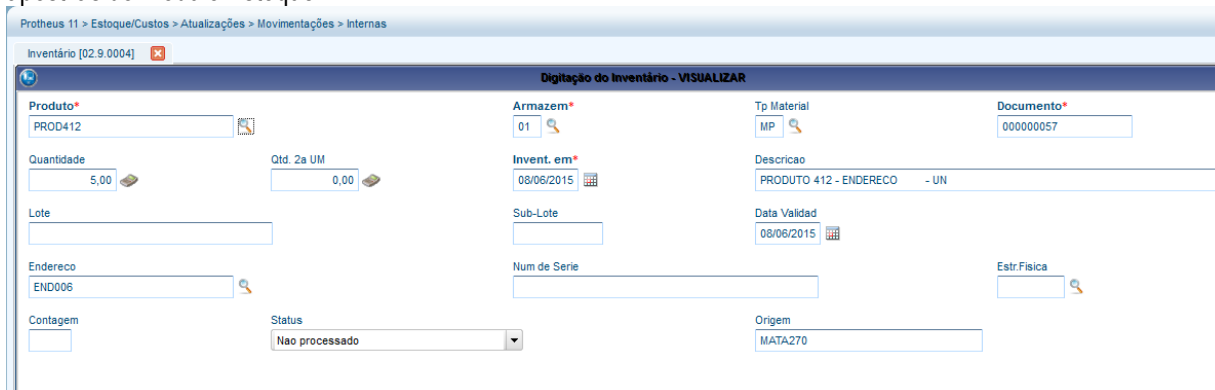 Protheus 11 > Estoque/Custos > Atualizações > Movimentações > Internas
Inventário [02.9.0004]
Digitação do Inventário - VISUALIZAR
Produto* Armazem* Tp Material Documento*
PROD412 01 MP 000000057
Quantidade Qtd. 2a UM Invent. em* Descricao
5,00 0,00 08/06/2015 PRODUTO 412 - ENDERECO - UN
Lote Sub-Lote Data Validad
08/06/2015
Endereco Num de Serie Estr.Fisica
END006
Contagem Status Origem
Nao processado MATA270